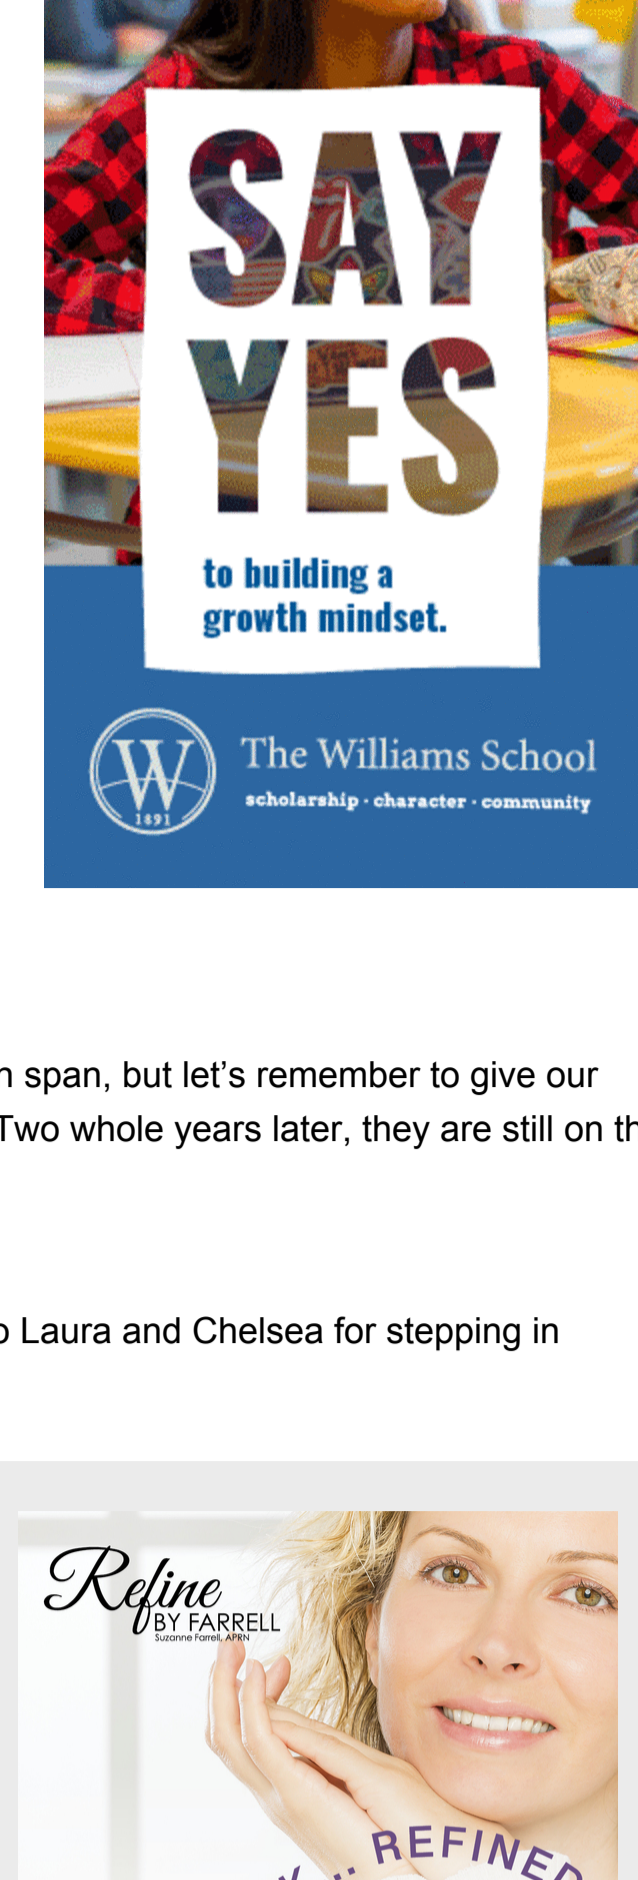 SAY
YES
to building a
growth mindset.
W
1891
The Williams School
scholarship · character · community
span, but let’s remember to give our
Two whole years later, they are still on
Laura and Chelsea for stepping in
Refine
BY FARRELL
Suzanne Farrell, APRN
... REFINED